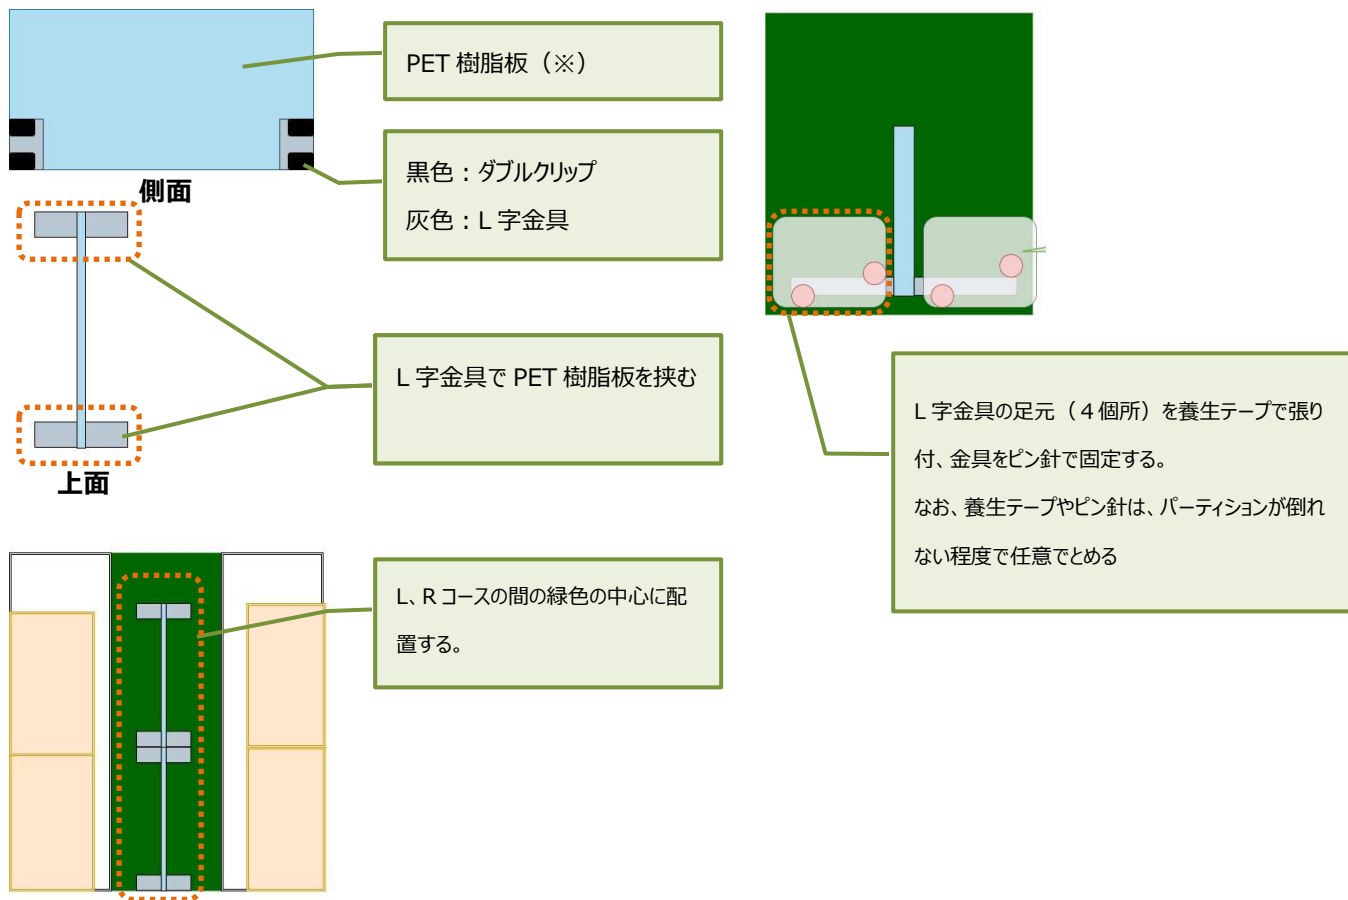 PET 樹脂板（※）
黒色：ダブルクリップ
灰色：L 字金具
側面
L 字金具で PET 樹脂板を挟む
上面
L 字金具の足元（４個所）を養生テープで張り
付、金具をピン針で固定する。
なお、養生テープやピン針は、パーティションが倒れ
ない程度で任意でとめる
L、R コースの間の緑色の中心に配
置する。